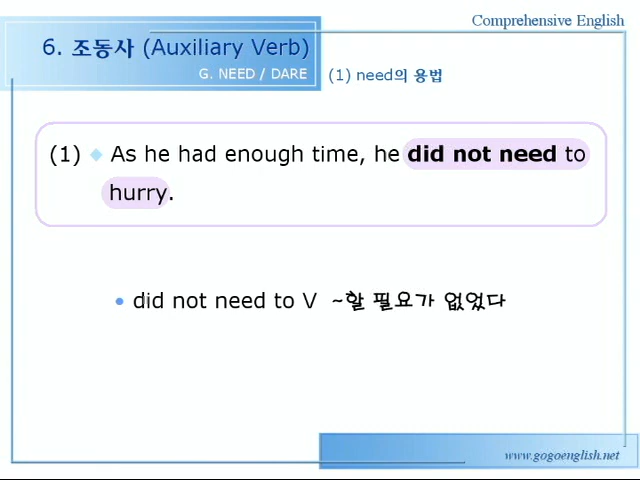 Comprehensive English
6. 조동사 (Auxiliary Verb)
G. NEED / DARE
(1) need의 용법
(1) ◆ As he had enough time, he did not need to
hurry.
• did not need to V ~할 필요가 없었다
www.gogoenglish.net